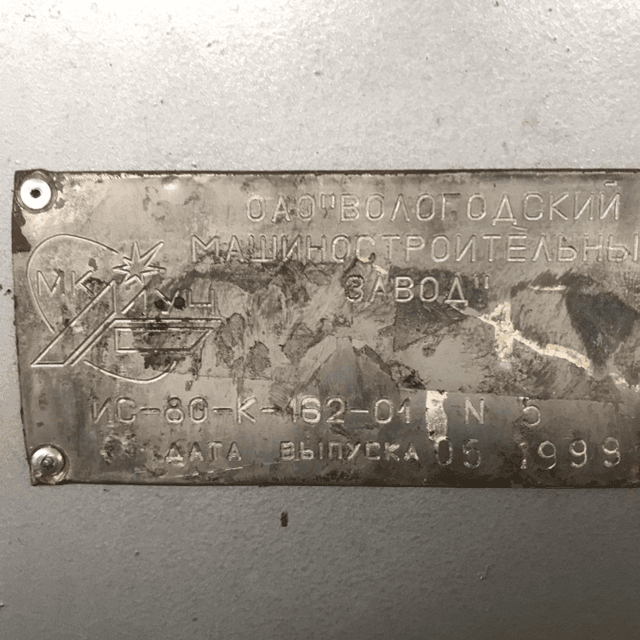 ОАО "ВОЛОГОДСКИЙ
МАШИНОСТРОИТЕЛЬНЫ
ЗАВОД"
ИС-80-К-162-01 N 5
ДАТА ВЫПУСКА 05 1999